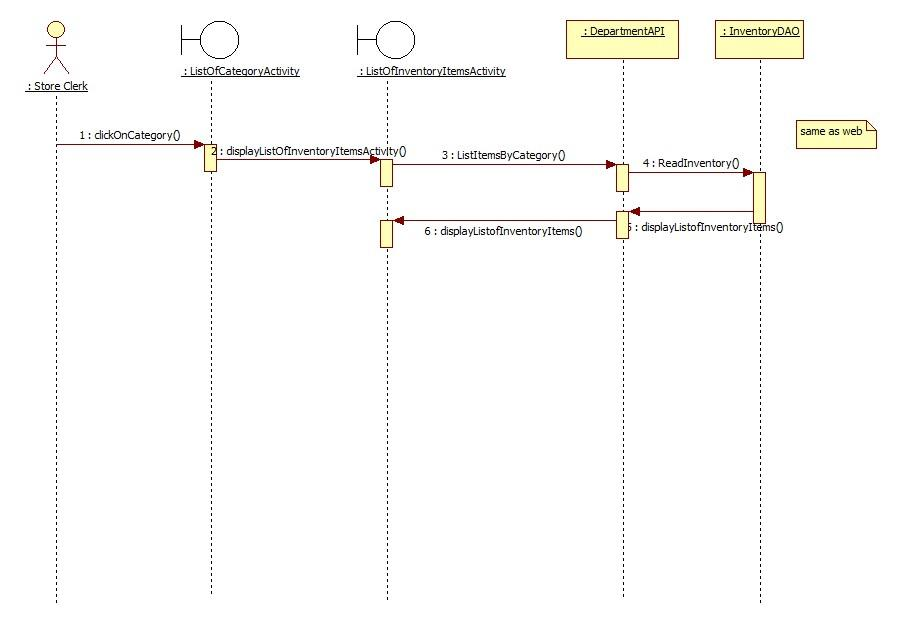 : DepartmentAPI
: InventoryDAO
: ListOfCategoryActivity
: ListOfInventoryItemsActivity
: Store Clerk
same as web
1 : clickOnCategory()
2 : displayListOfInventoryItemsActivity()
3 : ListItemsByCategory()
4 : ReadInventory()
5 : displayListofInventoryItems()
6 : displayListofInventoryItems()